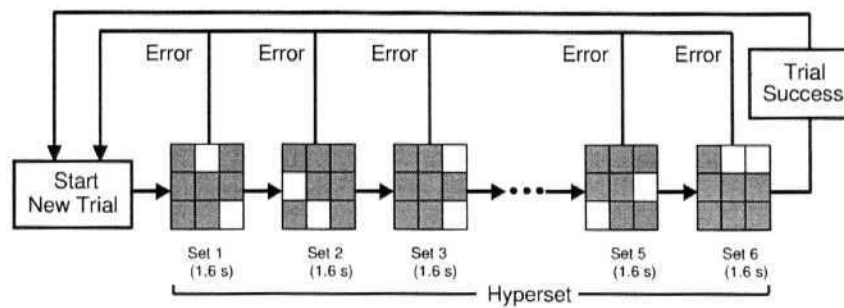 Error Error Error Error Error
Trial
Success
Start
New Trial
Set 1 Set 2 Set 3 Set 5 Set 6
(1.6 s) (1.6 s) (1.6 s) (1.6 s) (1.6 s)
Hyperset